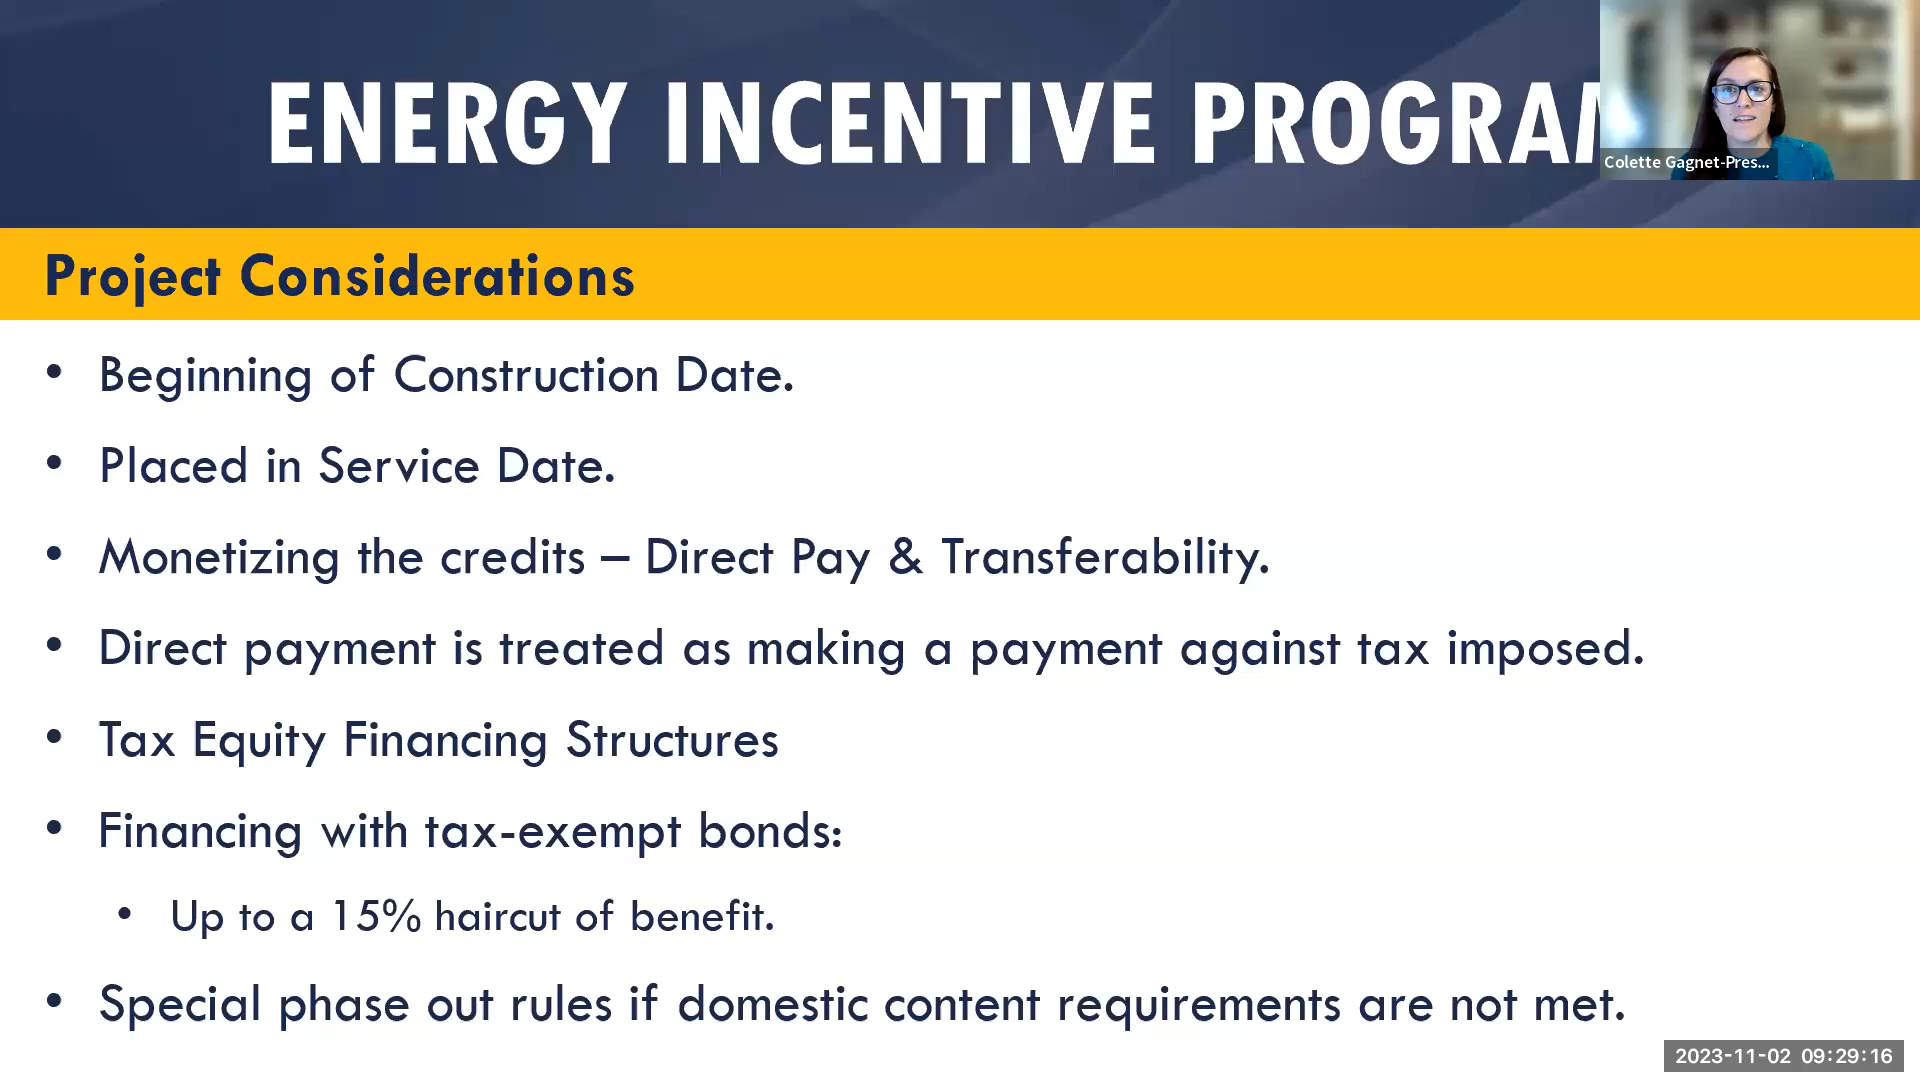 ENERGY INCENTIVE PROGRAM
Colette Gagnet-Pres...
Project Considerations
• Beginning of Construction Date.
• Placed in Service Date.
• Monetizing the credits – Direct Pay & Transferability.
• Direct payment is treated as making a payment against tax imposed.
• Tax Equity Financing Structures
• Financing with tax-exempt bonds:
• Up to a 15% haircut of benefit.
• Special phase out rules if domestic content requirements are not met.
2023-11-02 09:29:16